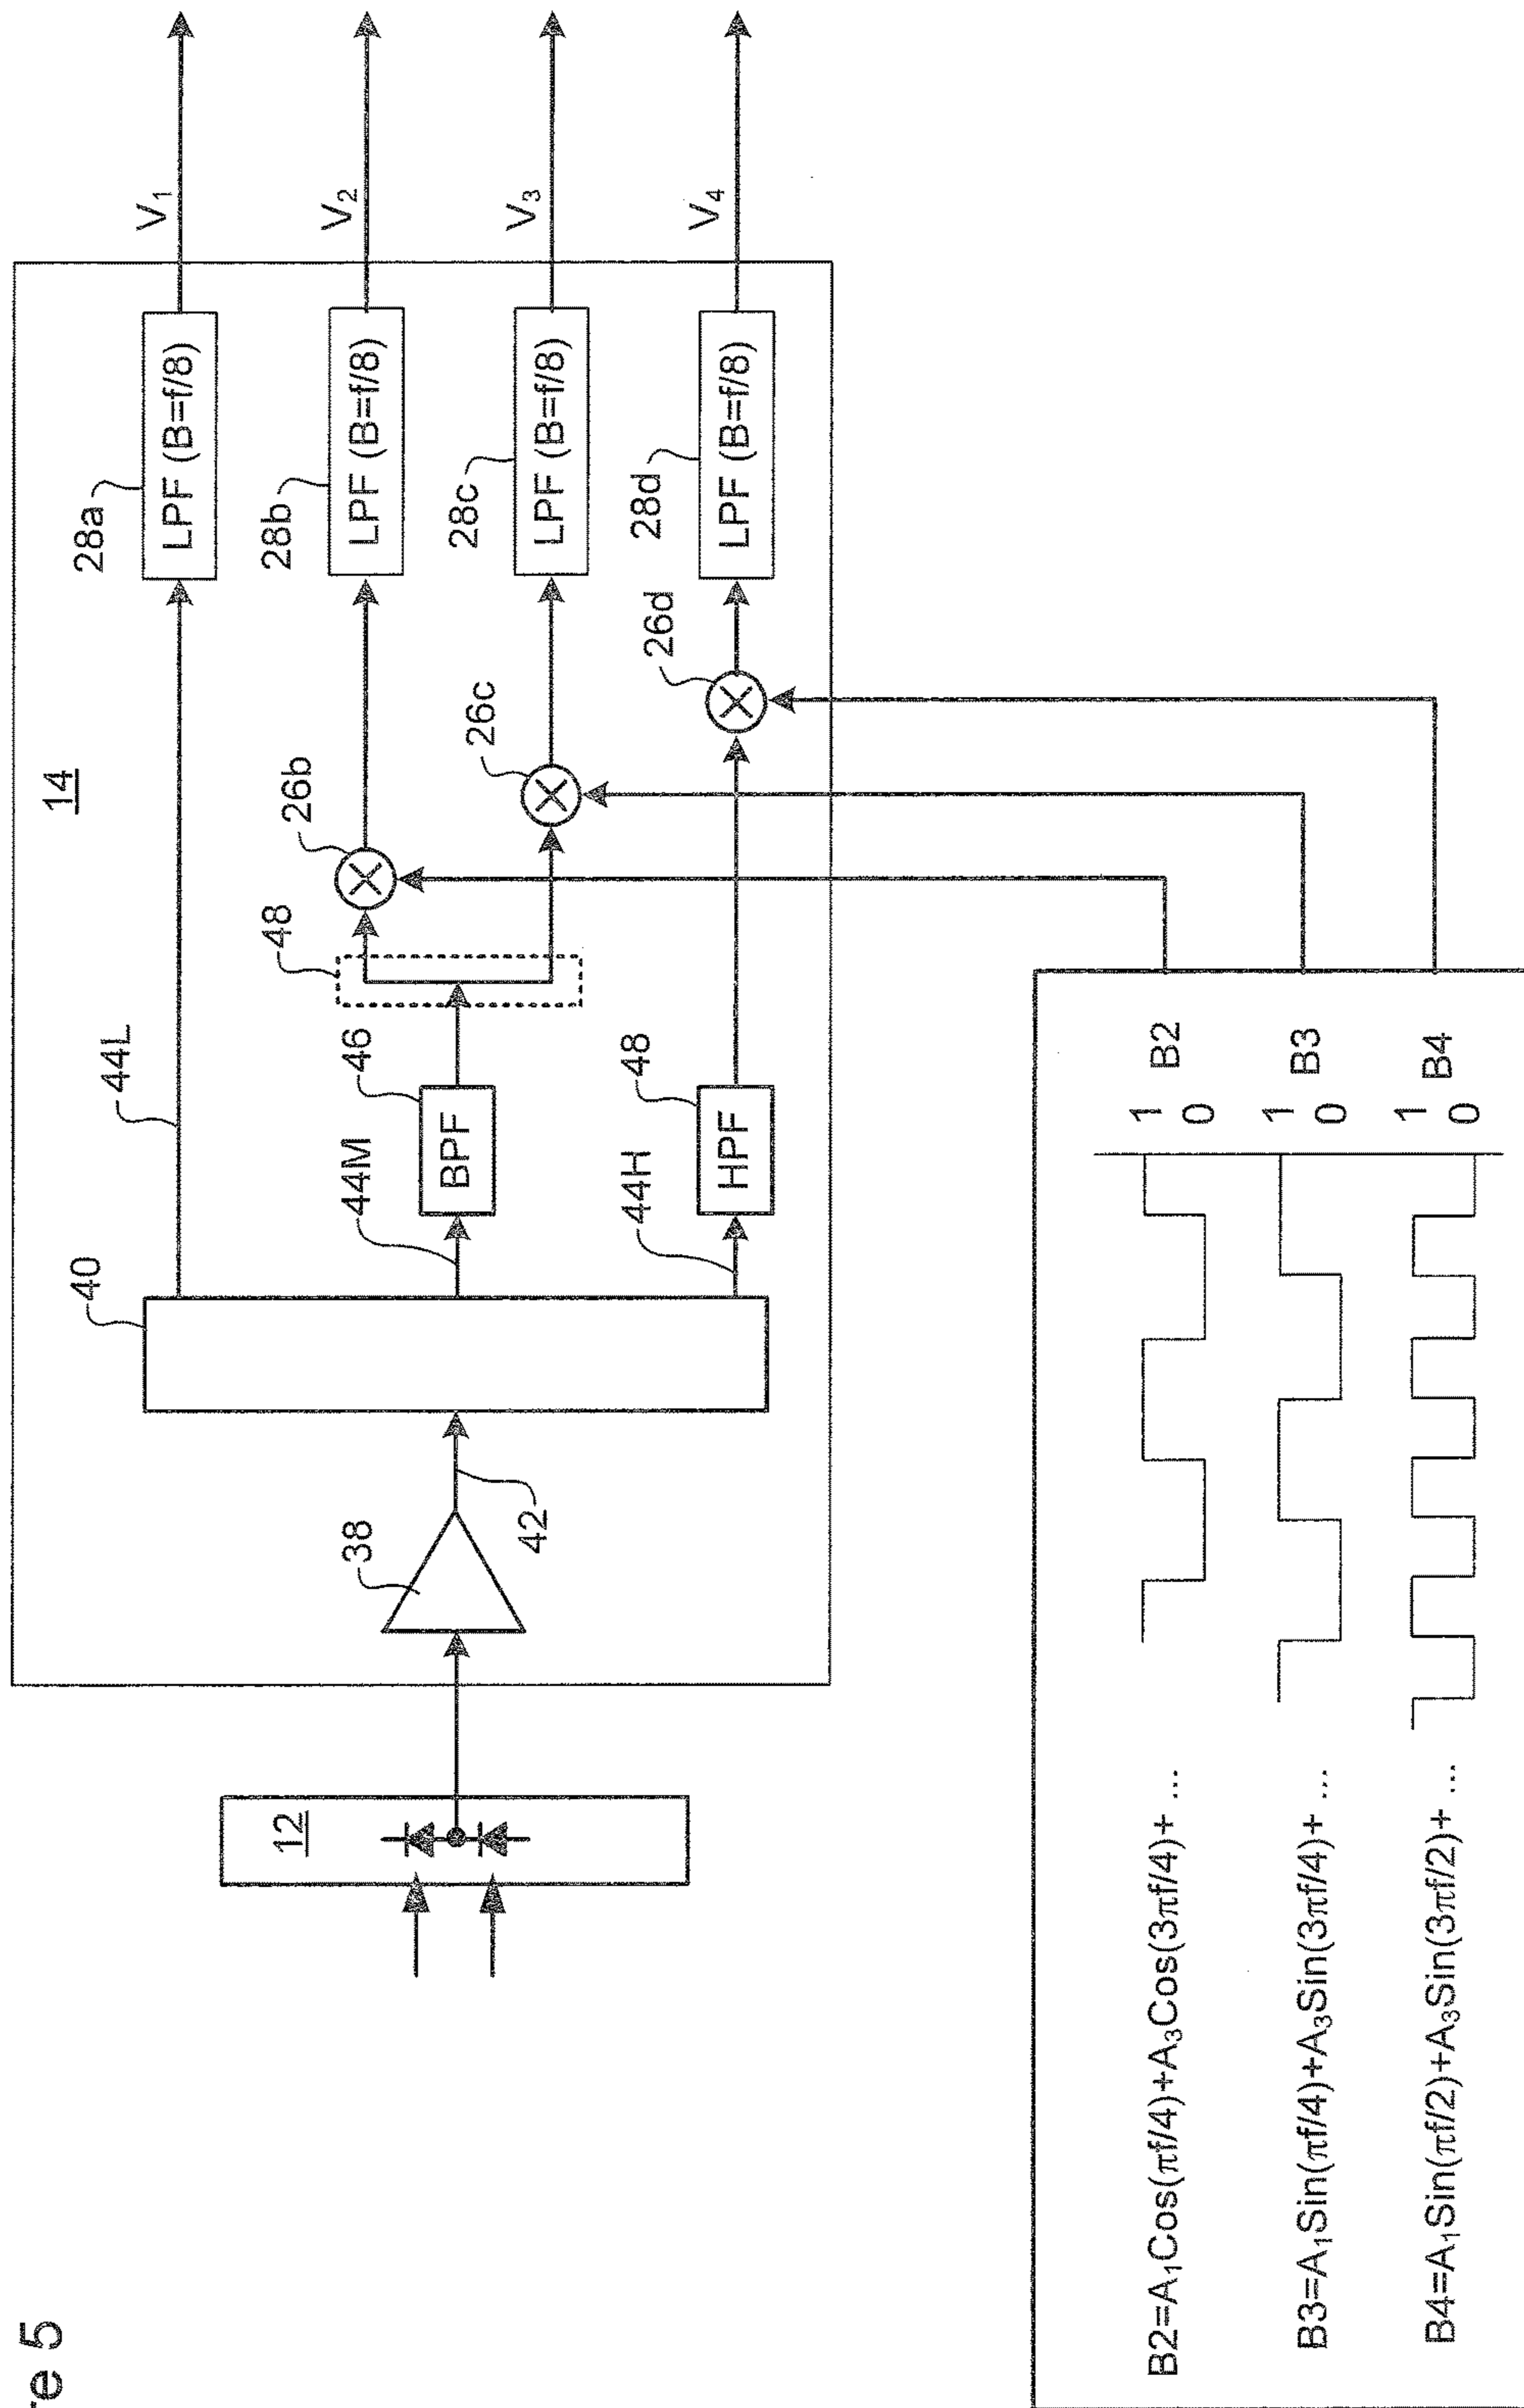 re 5
14
12
38
42
40
44L
44M
44H
BPF
46
HPF
48
48
26b
26c
26d
28a
LPF (B=f/8)
28b
LPF (B=f/8)
28c
LPF (B=f/8)
28d
LPF (B=f/8)
V₁
V₂
V₃
V₄
B2=A₁Cos(πf/4)+A₃Cos(3πf/4)+ ...
1
0
B2
B3=A₁Sin(πf/4)+A₃Sin(3πf/4)+ ...
1
0
B3
B4=A₁Sin(πf/2)+A₃Sin(3πf/2)+ ...
1
0
B4